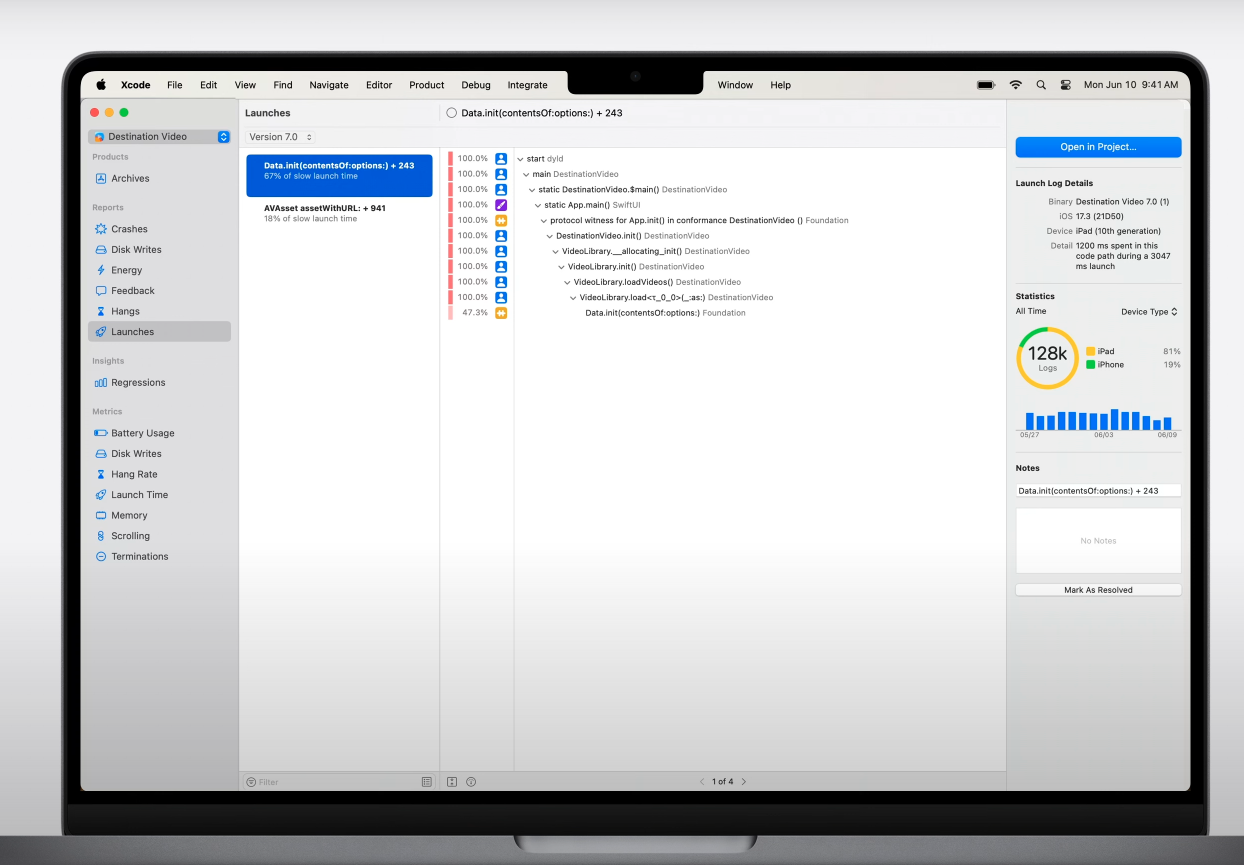 Xcode File Edit View Find Navigate Editor Product Debug Integrate Window Help Mon Jun 10 9:41 AM
Destination Video
Products
Archives
Reports
Crashes
Disk Writes
Energy
Feedback
Hangs
Launches
Insights
Regressions
Metrics
Battery Usage
Disk Writes
Hang Rate
Launch Time
Memory
Scrolling
Terminations
Launches
Version 7.0
Data.init(contentsOf:options:) + 243
67% of slow launch time
AVAsset assetWithURL: + 941
18% of slow launch time
Filter
Data.init(contentsOf:options:) + 243
100.0% start dyld
100.0% main DestinationVideo
100.0% static DestinationVideo.$main() DestinationVideo
100.0% static App.main() SwiftUI
100.0% protocol witness for App.init() in conformance DestinationVideo () Foundation
100.0% DestinationVideo.init() DestinationVideo
100.0% VideoLibrary.__allocating_init() DestinationVideo
100.0% VideoLibrary.init() DestinationVideo
100.0% VideoLibrary.loadVideos() DestinationVideo
100.0% VideoLibrary.load<τ_0_0>(_:as:) DestinationVideo
47.3% Data.init(contentsOf:options:) Foundation
1 of 4
Open in Project...
Launch Log Details
Binary Destination Video 7.0 (1)
iOS 17.3 (21D50)
Device iPad (10th generation)
Detail 1200 ms spent in this
code path during a 3047
ms launch
Statistics
All Time Device Type
128k
Logs
iPad 81%
iPhone 19%
05/27 06/03 06/09
Notes
Data.init(contentsOf:options:) + 243
No Notes
Mark As Resolved